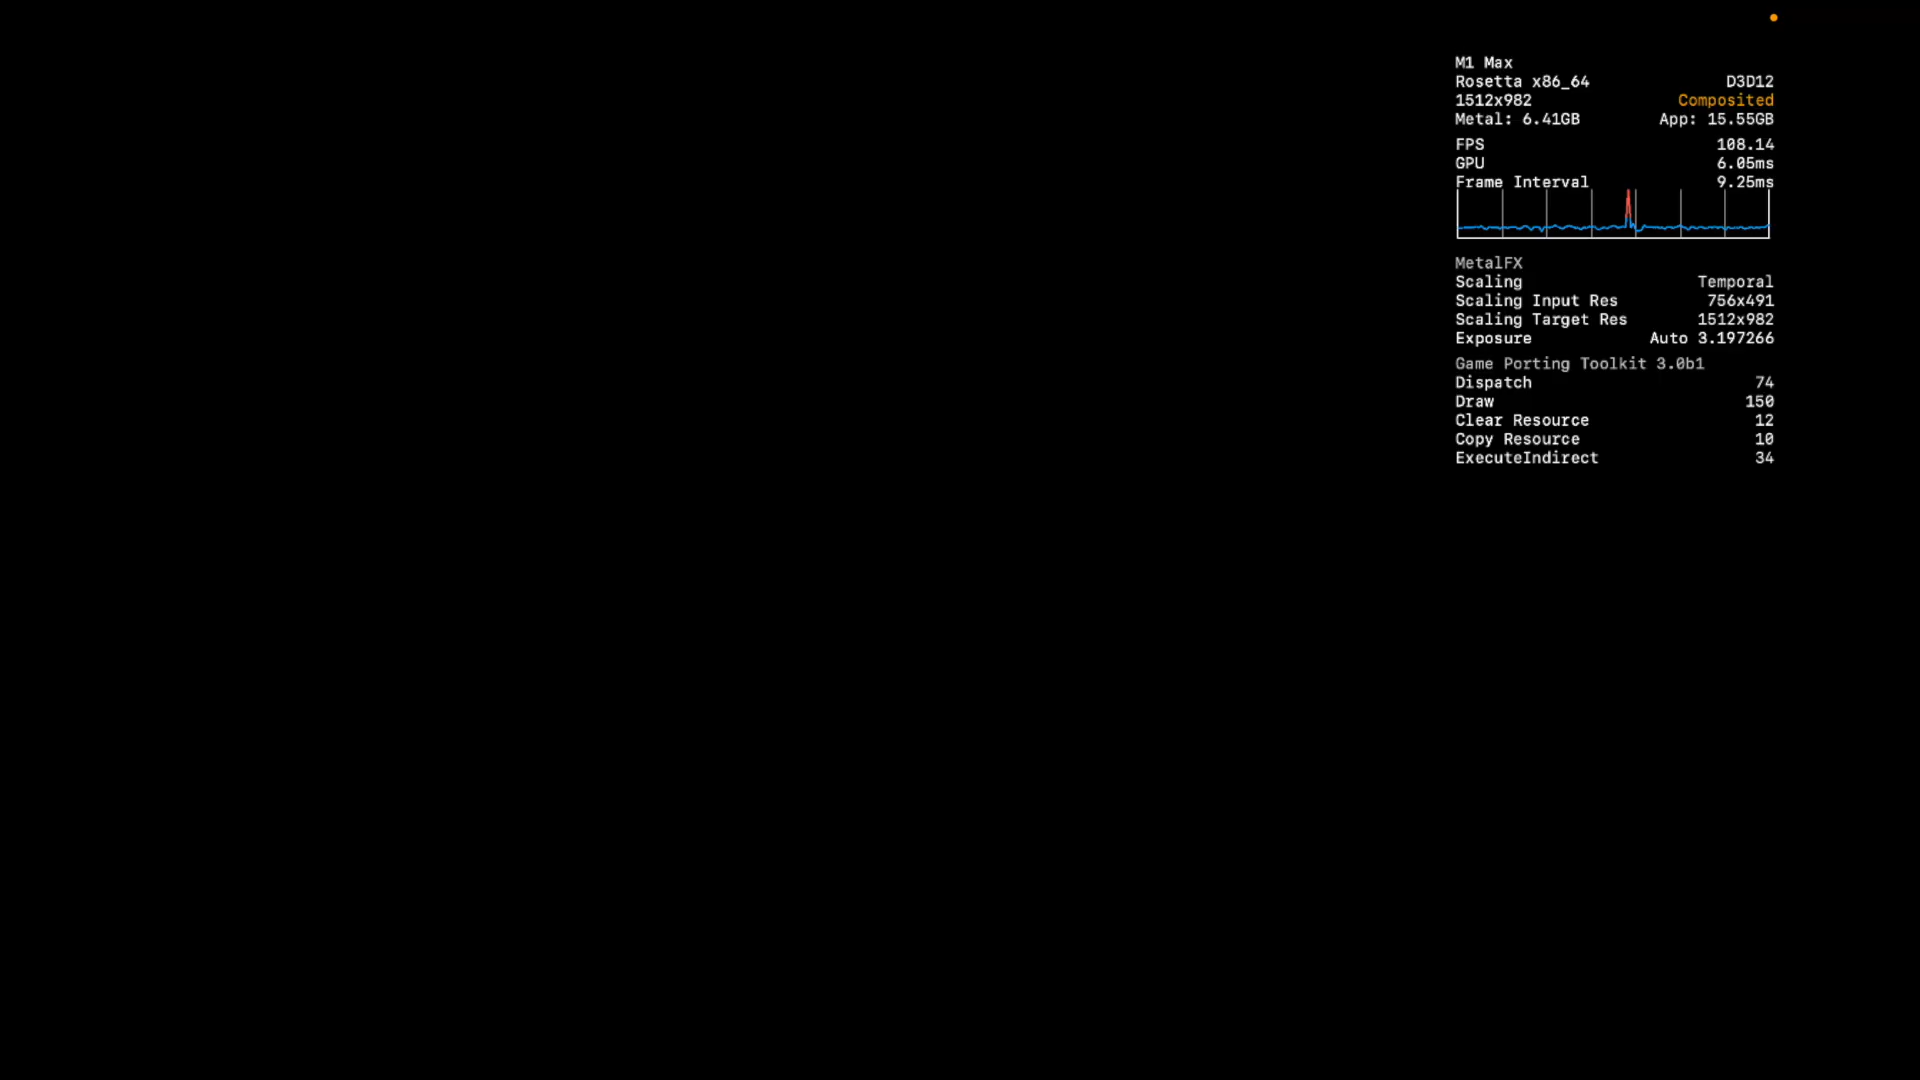 M1 Max
Rosetta x86_64 D3D12
1512x982 Composited
Metal: 6.41GB App: 15.55GB
FPS 108.14
GPU 6.05ms
Frame Interval 9.25ms
MetalFX
Scaling Temporal
Scaling Input Res 756x491
Scaling Target Res 1512x982
Exposure Auto 3.197266
Game Porting Toolkit 3.0b1
Dispatch 74
Draw 150
Clear Resource 12
Copy Resource 10
ExecuteIndirect 34